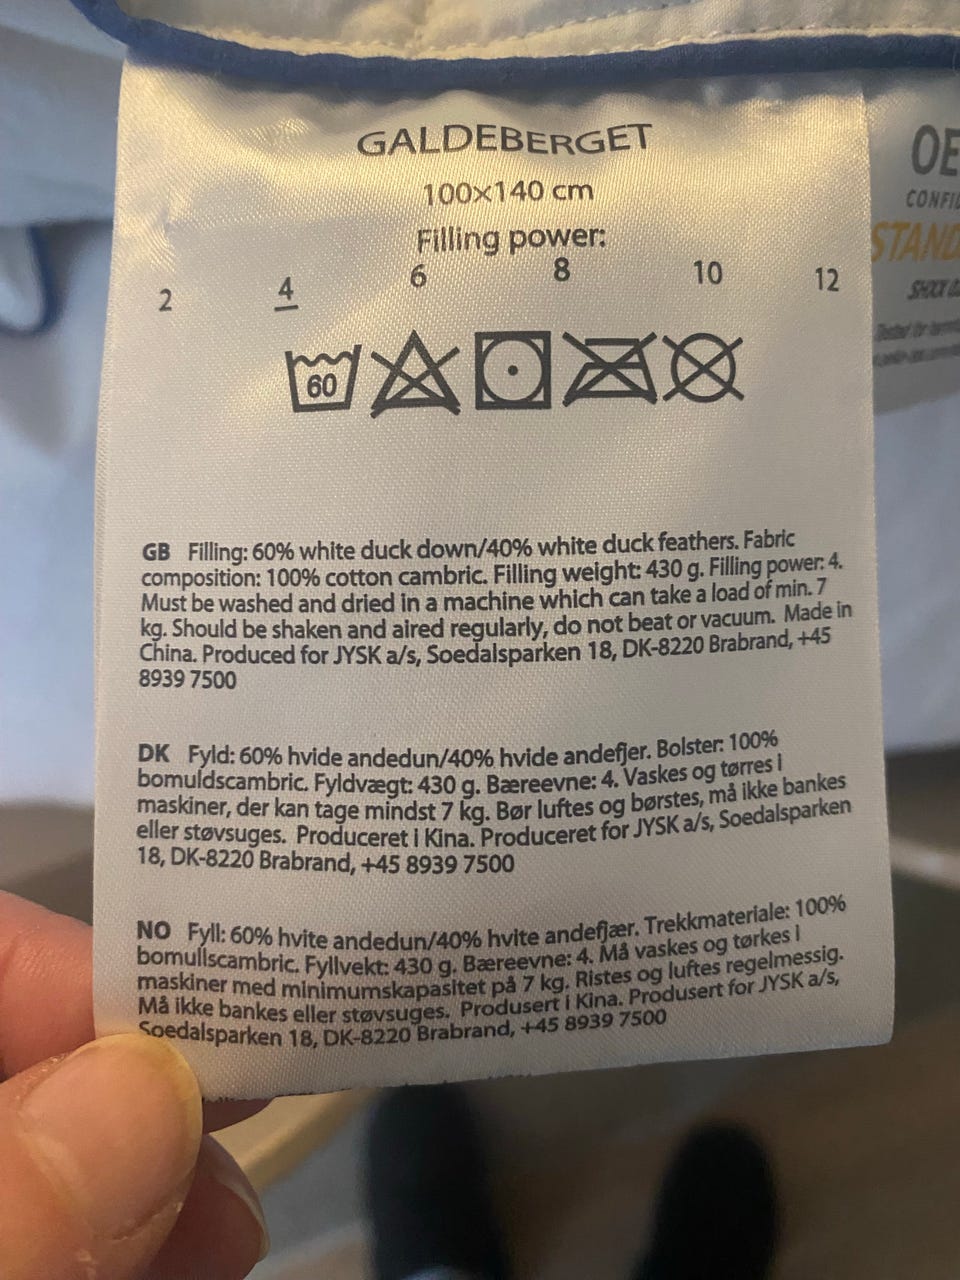 GALDEBERGET
100x140 cm
Filling power:
2 4 6 8 10 12
60
GB Filling: 60% white duck down/40% white duck feathers. Fabric
composition: 100% cotton cambric. Filling weight: 430 g. Filling power: 4.
Must be washed and dried in a machine which can take a load of min. 7
kg. Should be shaken and aired regularly, do not beat or vacuum. Made in
China. Produced for JYSK a/s, Soedalsparken 18, DK-8220 Brabrand, +45
8939 7500
DK Fyld: 60% hvide andedun/40% hvide andefjer. Bolster: 100%
bomuldscambric. Fyldvægt: 430 g. Bæreevne: 4. Vaskes og tørres i
maskiner, der kan tage mindst 7 kg. Bør luftes og børstes, må ikke bankes
eller støvsuges. Produceret i Kina. Produceret for JYSK a/s, Soedalsparken
18, DK-8220 Brabrand, +45 8939 7500
NO Fyll: 60% hvite andedun/40% hvite andefjær. Trekkmateriale: 100%
bomullscambric. Fyllvekt: 430 g. Bæreevne: 4. Må vaskes og tørkes i
maskiner med minimumskapasitet på 7 kg. Ristes og luftes regelmessig.
Må ikke bankes eller støvsuges. Produsert i Kina. Produsert for JYSK a/s,
Soedalsparken 18, DK-8220 Brabrand, +45 8939 7500
OE
CONFID
STAND